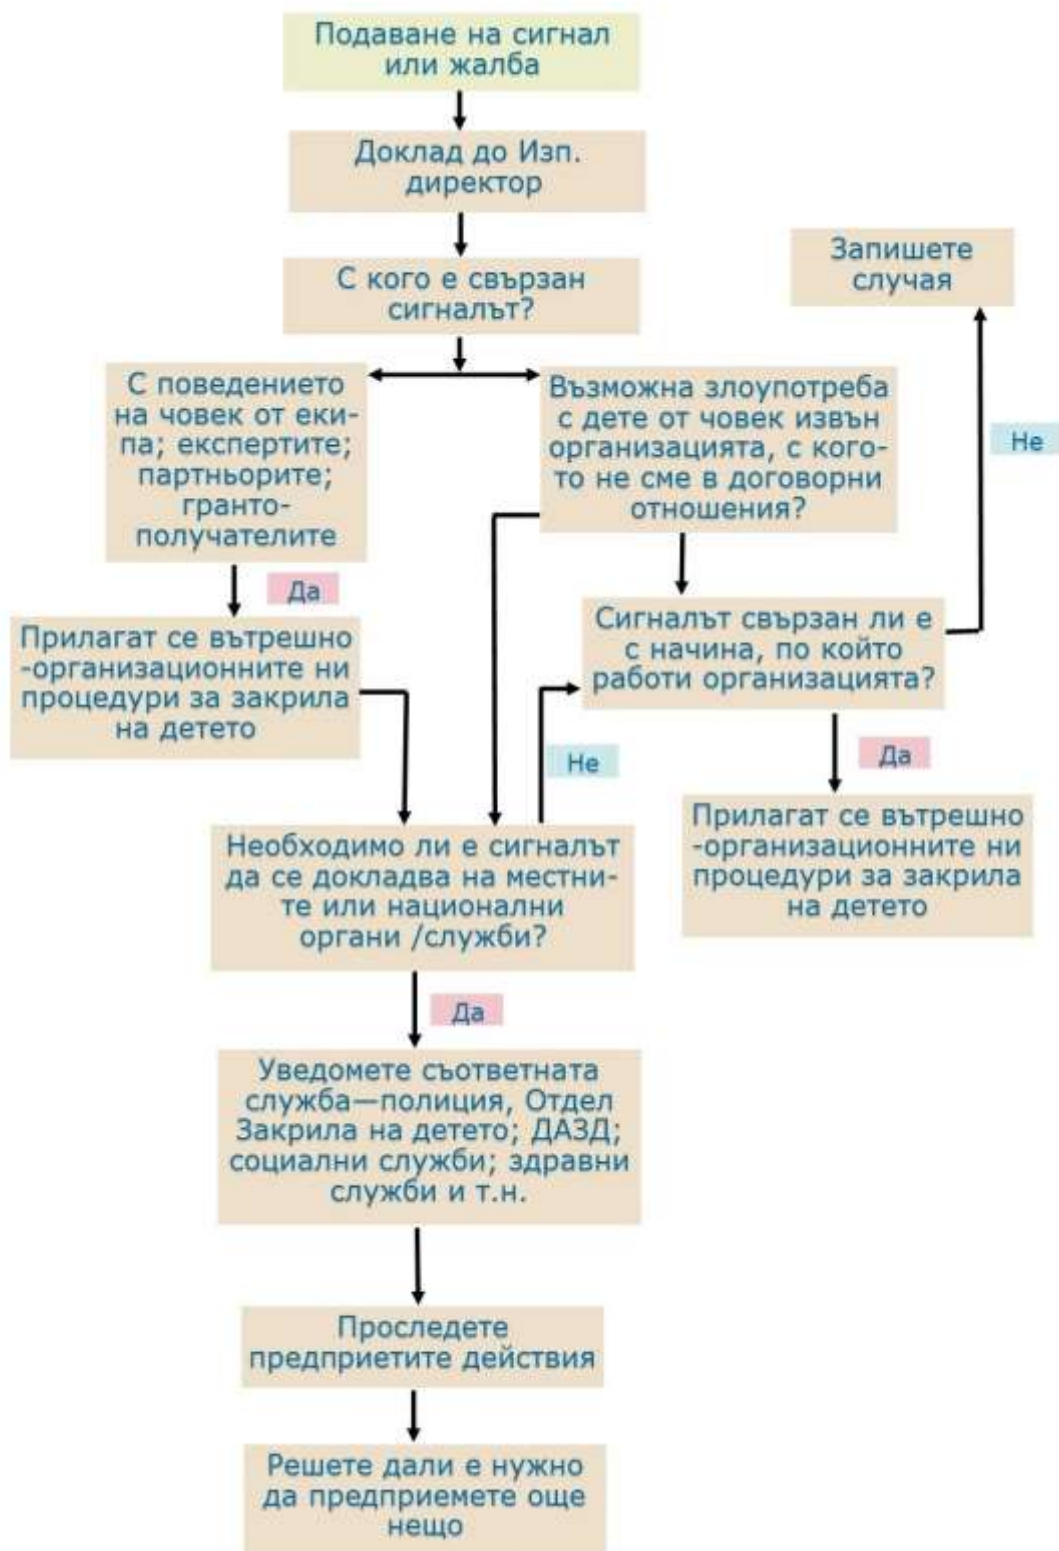 Подаване на сигнал
или жалба
Доклад до Изп.
директор
С кого е свързан
сигналът?
Запишете
случая
С поведението
на човек от еки-
па; експертите;
партньорите;
гранто-
получателите
Възможна злоупотреба
с дете от човек извън
организацията, с кого-
то не сме в договорни
отношения?
Не
Да
Прилагат се вътрешно
-организационните ни
процедури за закрила
на детето
Сигналът свързан ли е
с начина, по който
работи организацията?
Не
Да
Прилагат се вътрешно
-организационните ни
процедури за закрила
на детето
Необходимо ли е сигналът
да се докладва на местни-
те или национални
органи /служби?
Да
Уведомете съответната
служба—полиция, Отдел
Закрила на детето; ДАЗД;
социални служби; здравни
служби и т.н.
Проследете
предприетите действия
Решете дали е нужно
да предприемете още
нещо